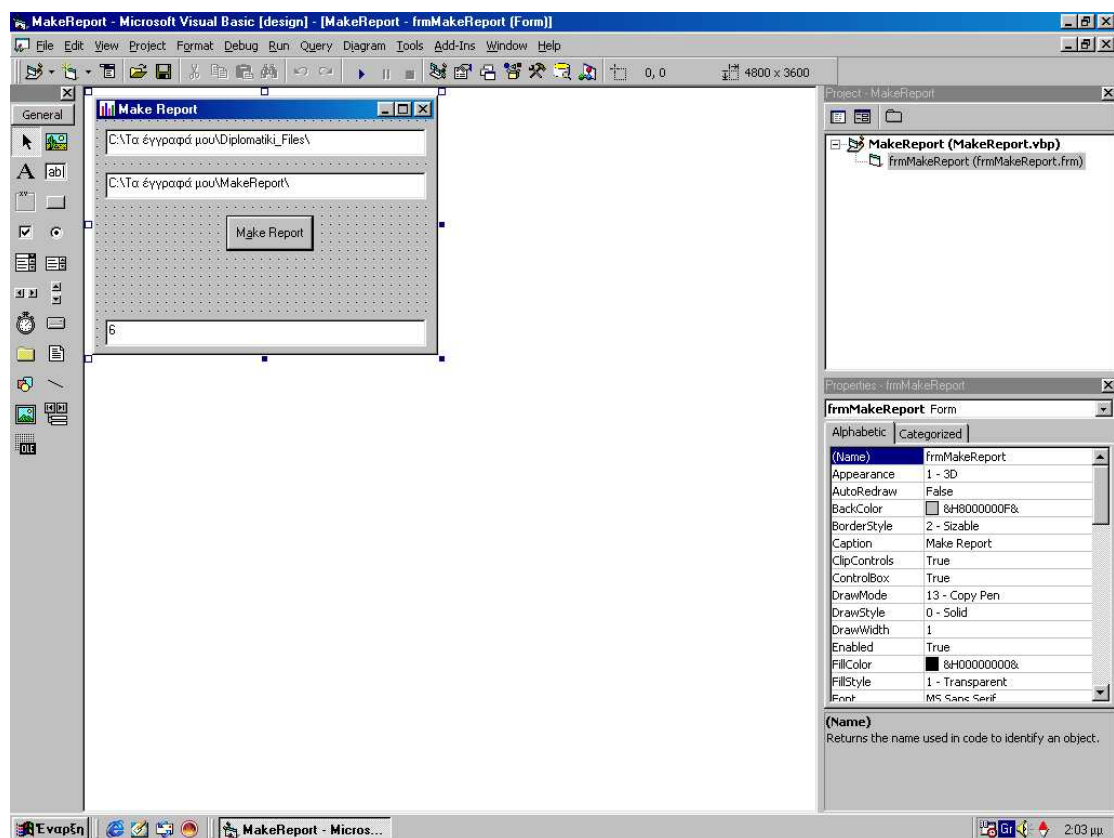 MakeReport - Microsoft Visual Basic [design] - [MakeReport - frmMakeReport (Form)]
File Edit View Project Format Debug Run Query Diagram Tools Add-Ins Window Help
0, 0 4800 x 3600
General
A ab
xy
OLE
Make Report
C:\Τα έγγραφά μου\Diplomatiki_Files\
C:\Τα έγγραφά μου\MakeReport\
Make Report
6
Project - MakeReport
MakeReport (MakeReport.vbp)
frmMakeReport (frmMakeReport.frm)
Properties - frmMakeReport
frmMakeReport Form
Alphabetic Categorized
(Name) frmMakeReport
Appearance 1 - 3D
AutoRedraw False
BackColor &H8000000F&
BorderStyle 2 - Sizable
Caption Make Report
ClipControls True
ControlBox True
DrawMode 13 - Copy Pen
DrawStyle 0 - Solid
DrawWidth 1
Enabled True
FillColor &H00000000&
FillStyle 1 - Transparent
Font MS Sans Serif
(Name)
Returns the name used in code to identify an object.
Έναρξη MakeReport - Micros... Gr 2:03 μμ